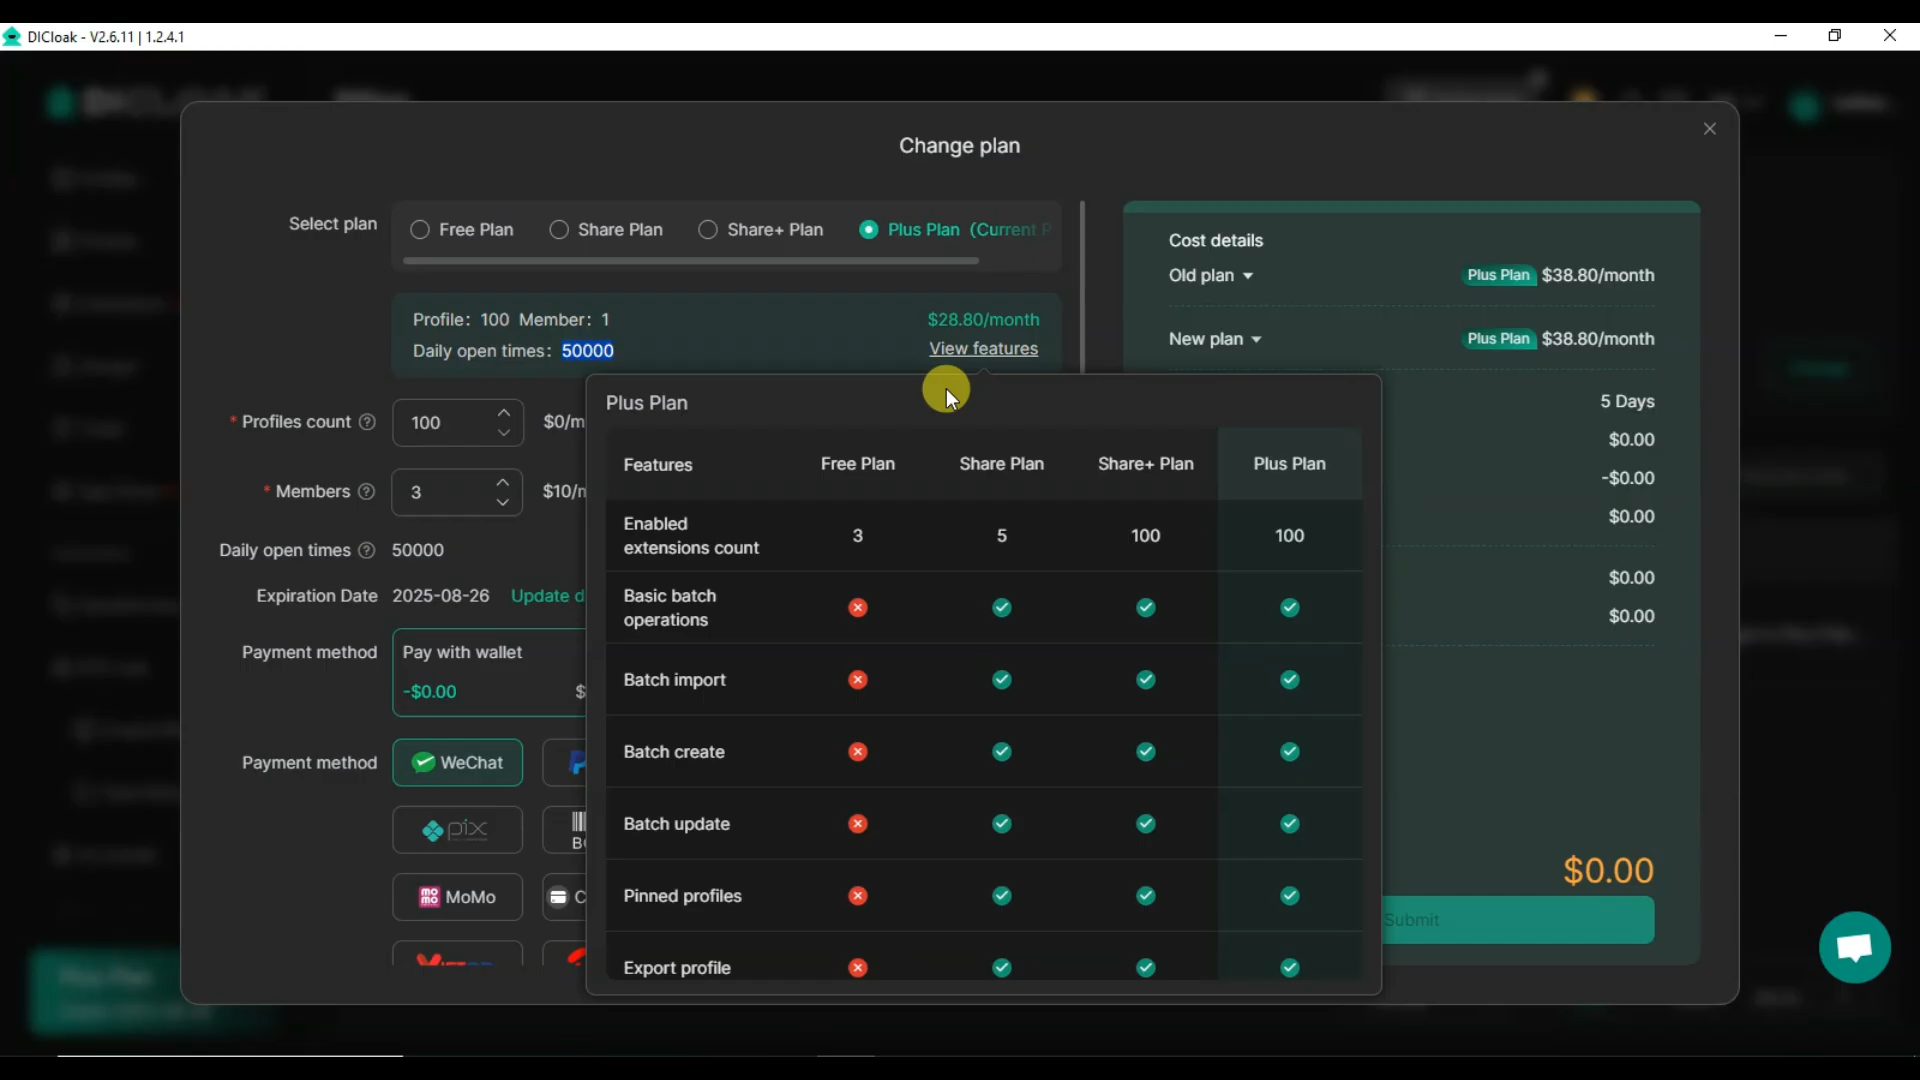 DICloak - V2.6.11 | 1.2.4.1
Change plan
Select plan
Free Plan
Share Plan
Share+ Plan
Plus Plan (Current P
Profile: 100 Member: 1
$28.80/month
Daily open times: 50000
View features
* Profiles count
100
$0/m
* Members
3
$10/m
Daily open times
50000
Expiration Date
2025-08-26
Update d
Payment method
Pay with wallet
-$0.00
$
Payment method
WeChat
pix
MoMo
C
Plus Plan
Features
Free Plan
Share Plan
Share+ Plan
Plus Plan
Enabled
extensions count
3
5
100
100
Basic batch
operations
Batch import
Batch create
Batch update
Pinned profiles
Export profile
Cost details
Old plan
Plus Plan
$38.80/month
New plan
Plus Plan
$38.80/month
5 Days
$0.00
-$0.00
$0.00
$0.00
$0.00
$0.00
Submit